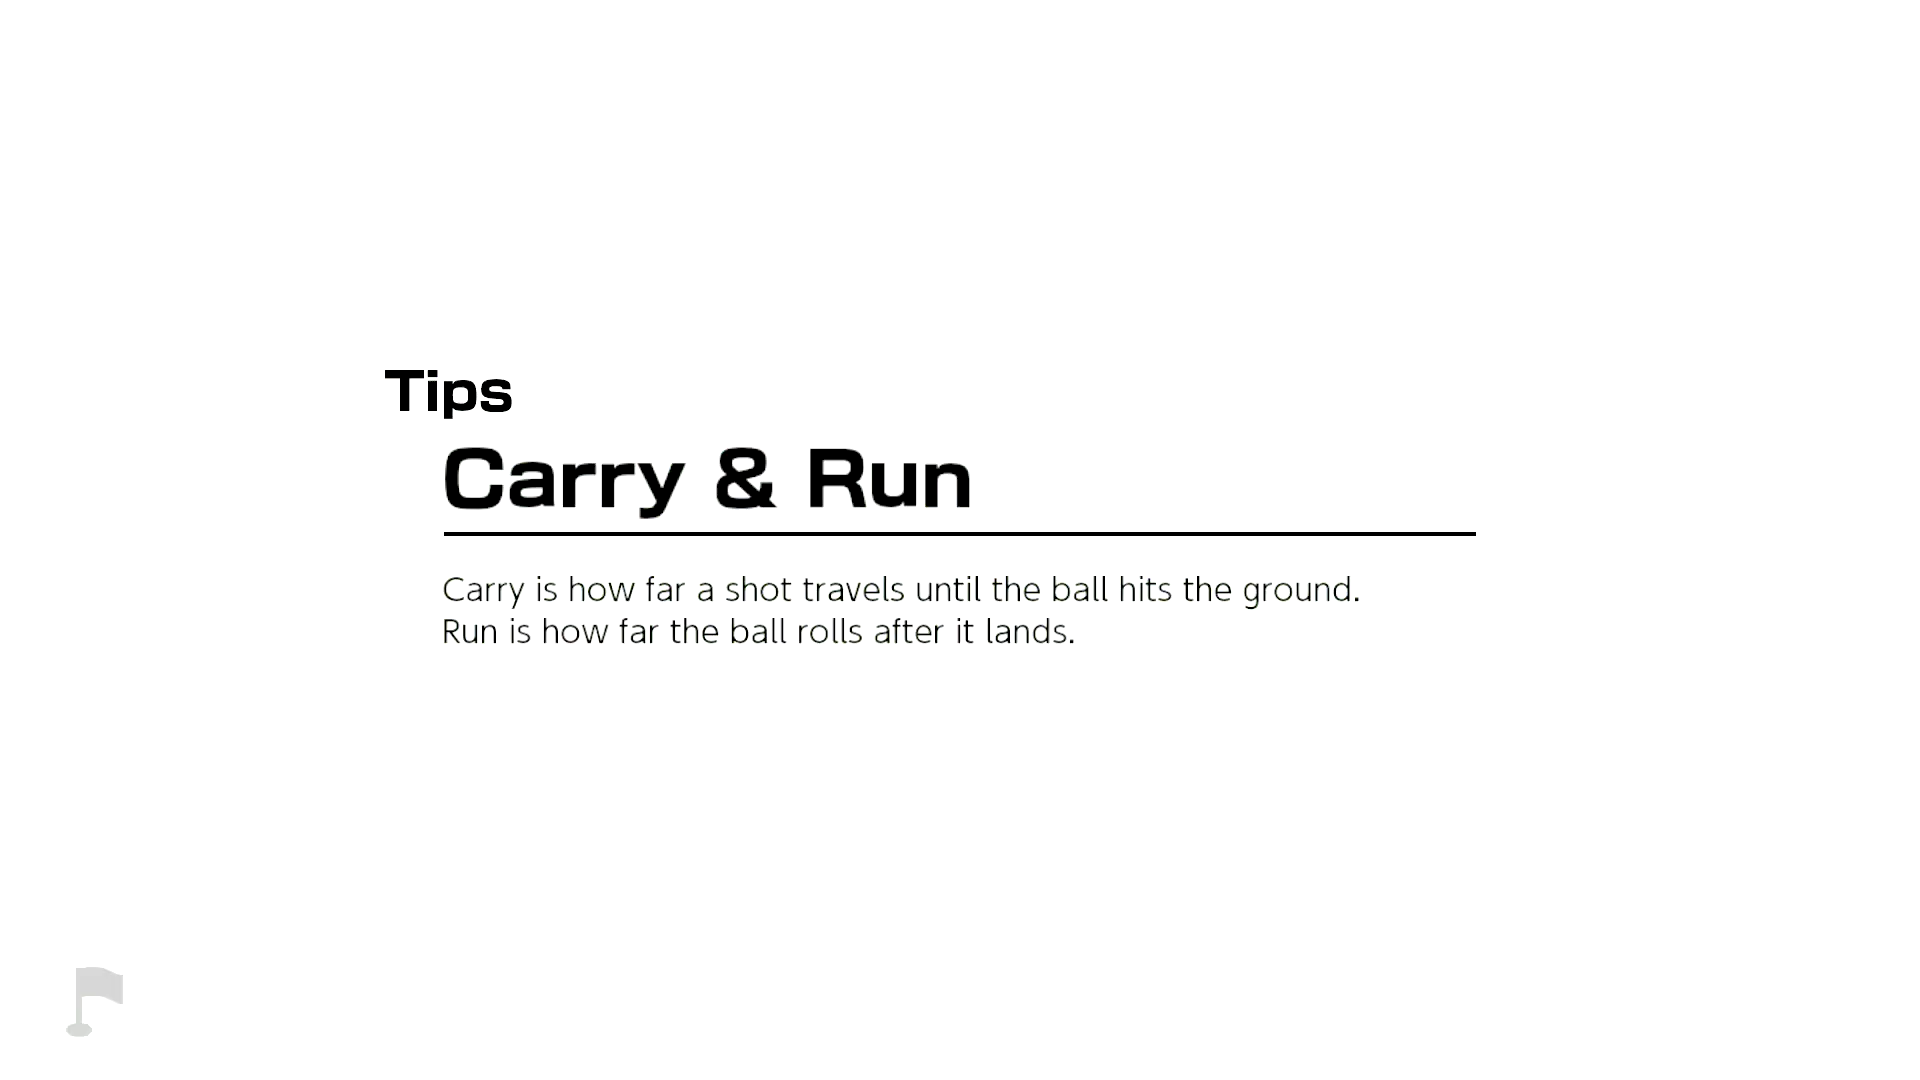 Tips
Carry & Run
Carry is how far a shot travels until the ball hits the ground.
Run is how far the ball rolls after it lands.